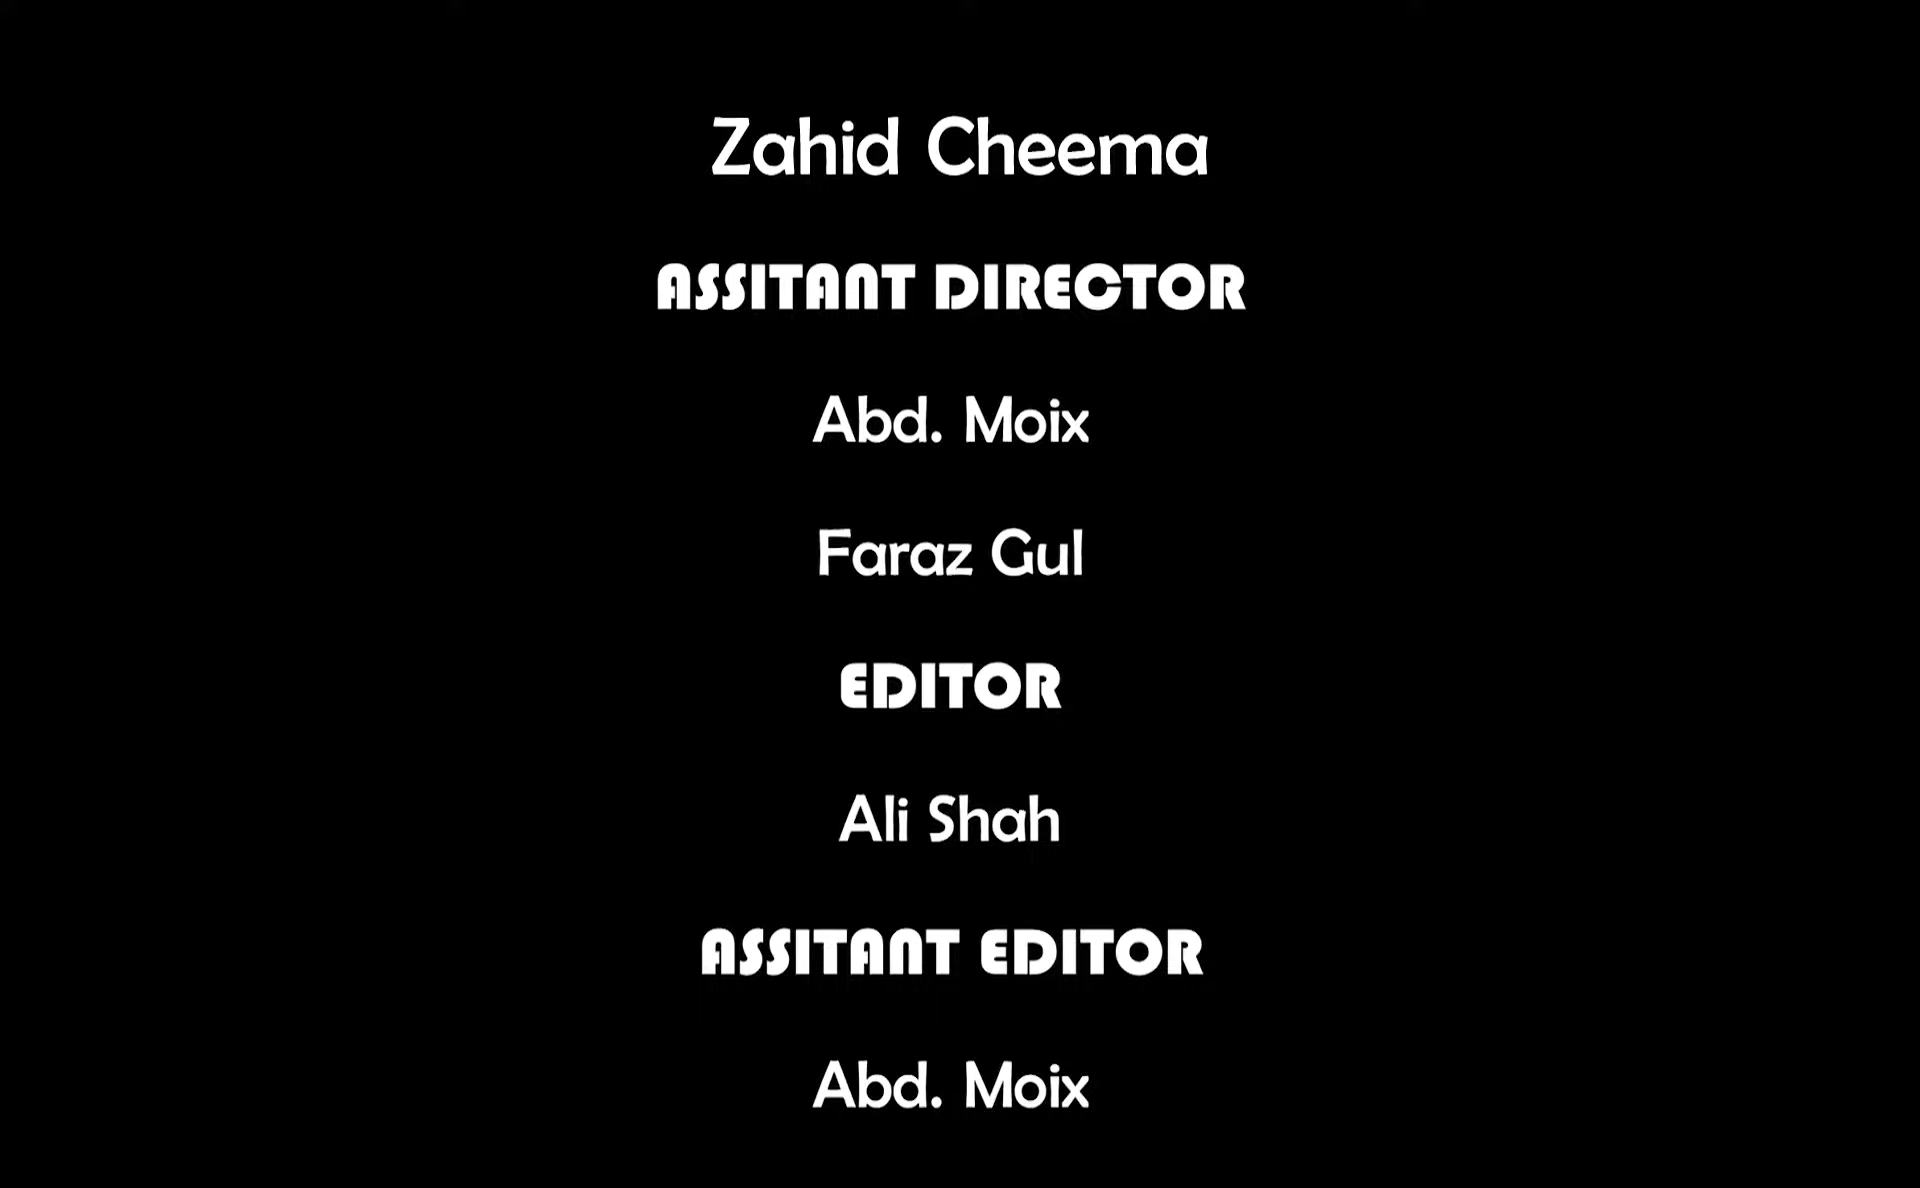 Zahid Cheema
ASSITANT DIRECTOR
Abd. Moix
Faraz Gul
EDITOR
Ali Shah
ASSITANT EDITOR
Abd. Moix